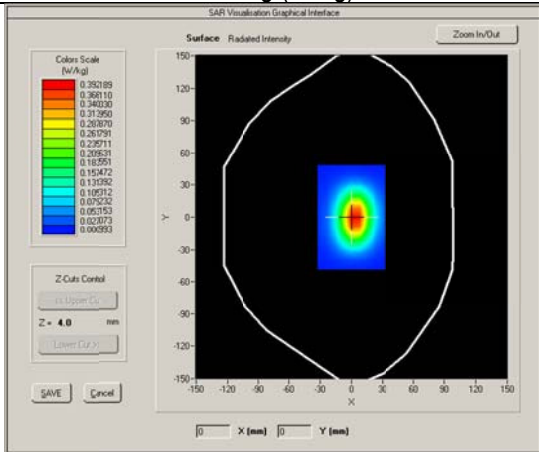 SAR Visualisation Graphical Interface
Surface Radiated Intensity
Zoom In/Out
Colors Scale
(W/kg)
0.392189
0.366110
0.340030
0.313950
0.287870
0.261791
0.235711
0.209631
0.183551
0.157472
0.131392
0.105312
0.079232
0.053153
0.027073
0.000993
Z-Cuts Control
<< Upper Cut
Z = 4.0 mm
Lower Cut >>
SAVE
Cancel
Y
150
120
90
60
30
0
-30
-60
-90
-120
-150
-150 -120 -90 -60 -30 0 30 60 90 120 150
X
0 X (mm) 0 Y (mm)